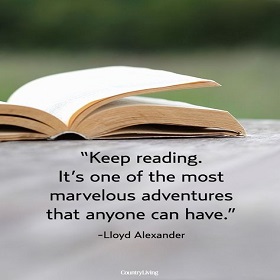 “Keep reading.
It’s one of the most
marvelous adventures
that anyone can have.”
–Lloyd Alexander
CountryLiving